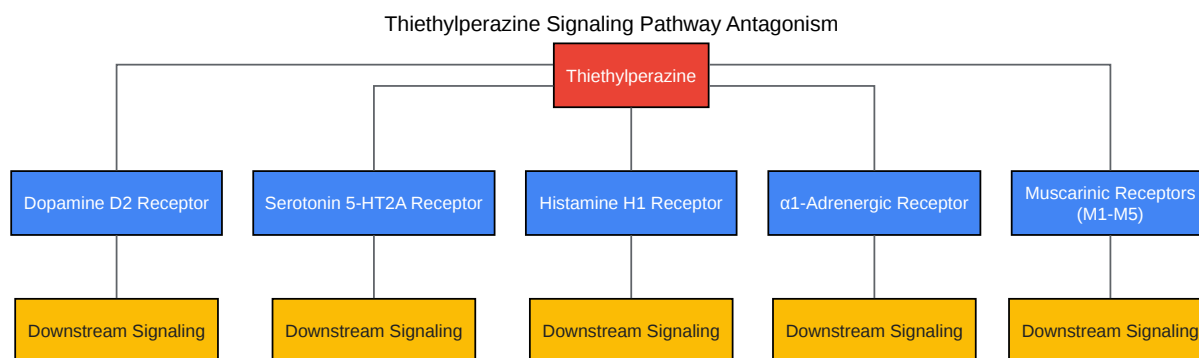 Thiethylperazine Signaling Pathway Antagonism
Thiethylperazine
Dopamine D2 Receptor
Serotonin 5-HT2A Receptor
Histamine H1 Receptor
α1-Adrenergic Receptor
Muscarinic Receptors
(M1-M5)
Downstream Signaling
Downstream Signaling
Downstream Signaling
Downstream Signaling
Downstream Signaling